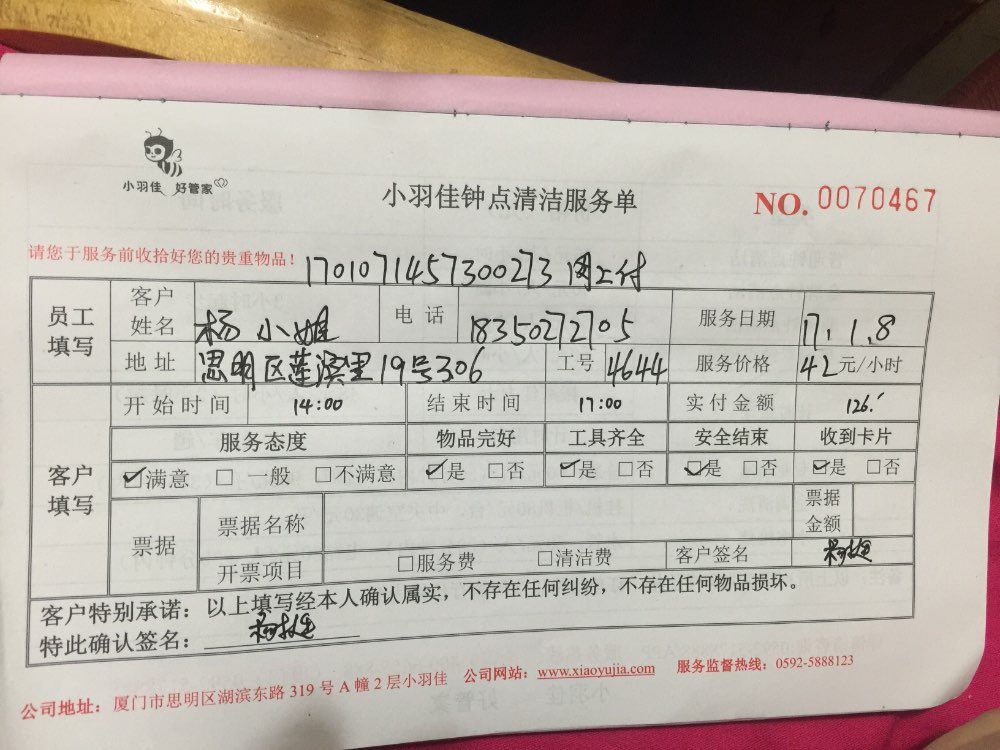 小羽佳 好管家
小羽佳钟点清洁服务单
NO. 0070467
请您于服务前收拾好您的贵重物品！
1701071457300273 网上付
员工填写 客户姓名 杨小姐 电话 18350272705 服务日期 17.1.8
地址 思明区莲溪里19号306 工号 4644 服务价格 42元/小时
客户填写 开始时间 14:00 结束时间 17:00 实付金额 126.
服务态度 物品完好 工具齐全 安全结束 收到卡片
☑满意 □一般 □不满意 ☑是 □否 ☑是 □否 ☑是 □否 ☑是 □否
票据 票据名称 票据金额
开票项目 □服务费 □清洁费 客户签名
客户特别承诺：以上填写经本人确认属实，不存在任何纠纷，不存在任何物品损坏。
特此确认签名：
公司地址：厦门市思明区湖滨东路319号A幢2层小羽佳 公司网站：www.xiaoyujia.com 服务监督热线：0592-5888123